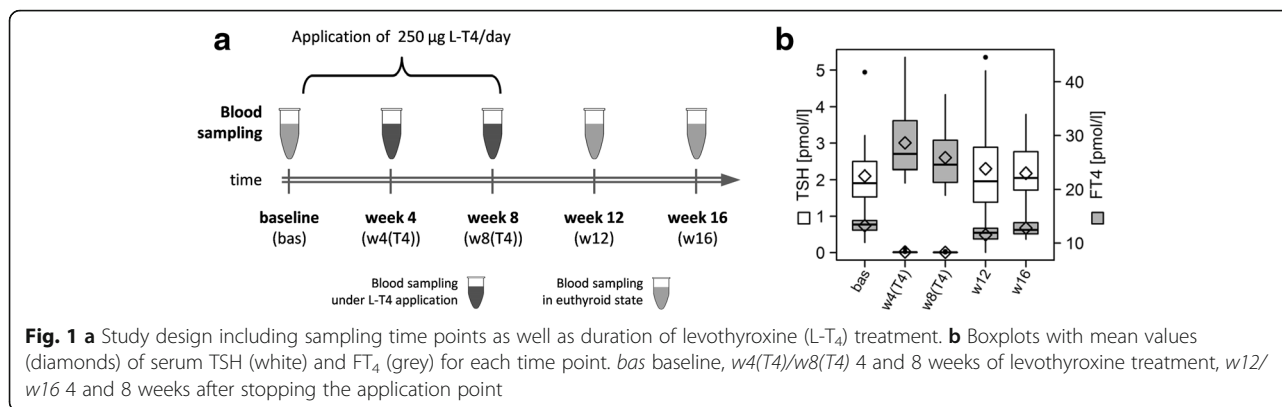 a
Application of 250 µg L-T4/day
Blood
sampling
time
baseline
(bas)
week 4
(w4(T4))
week 8
(w8(T4))
week 12
(w12)
week 16
(w16)
Blood sampling
under L-T4 application
Blood sampling
in euthyroid state
b
TSH [pmol/l]
5
4
3
2
1
0
FT4 [pmol/l]
40
30
20
10
bas
w4(T4)
w8(T4)
w12
w16
Fig. 1 a Study design including sampling time points as well as duration of levothyroxine (L-T₄) treatment. b Boxplots with mean values
(diamonds) of serum TSH (white) and FT₄ (grey) for each time point. bas baseline, w4(T4)/w8(T4) 4 and 8 weeks of levothyroxine treatment, w12/
w16 4 and 8 weeks after stopping the application point